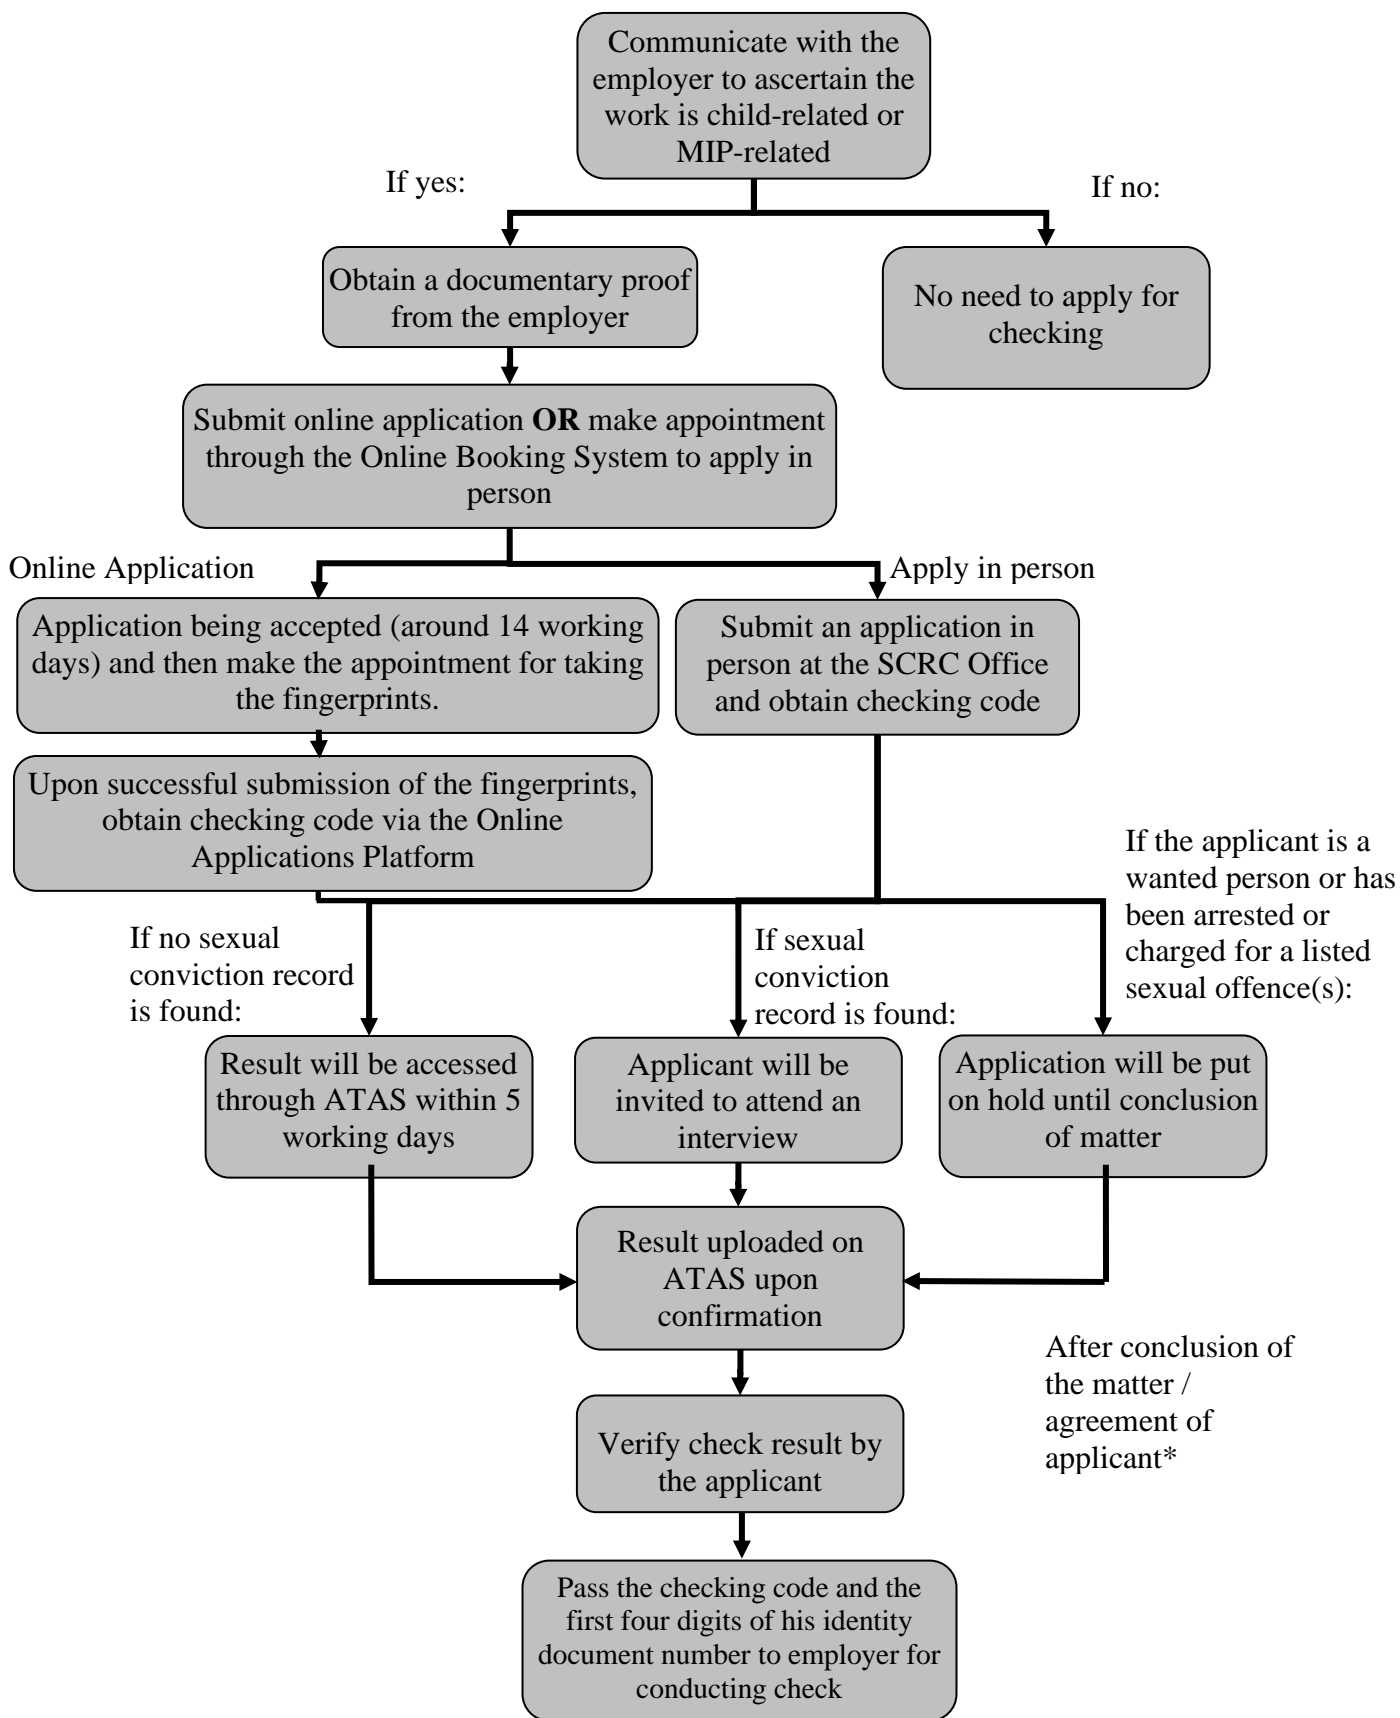 Communicate with the
employer to ascertain the
work is child-related or
MIP-related
If yes:
If no:
Obtain a documentary proof
from the employer
No need to apply for
checking
Submit online application OR make appointment
through the Online Booking System to apply in
person
Online Application
Apply in person
Application being accepted (around 14 working
days) and then make the appointment for taking
the fingerprints.
Submit an application in
person at the SCRC Office
and obtain checking code
Upon successful submission of the fingerprints,
obtain checking code via the Online
Applications Platform
If no sexual
conviction record
is found:
If sexual
conviction
record is found:
If the applicant is a
wanted person or has
been arrested or
charged for a listed
sexual offence(s):
Result will be accessed
through ATAS within 5
working days
Applicant will be
invited to attend an
interview
Application will be put
on hold until conclusion
of matter
Result uploaded on
ATAS upon
confirmation
After conclusion of
the matter /
agreement of
applicant*
Verify check result by
the applicant
Pass the checking code and the
first four digits of his identity
document number to employer for
conducting check